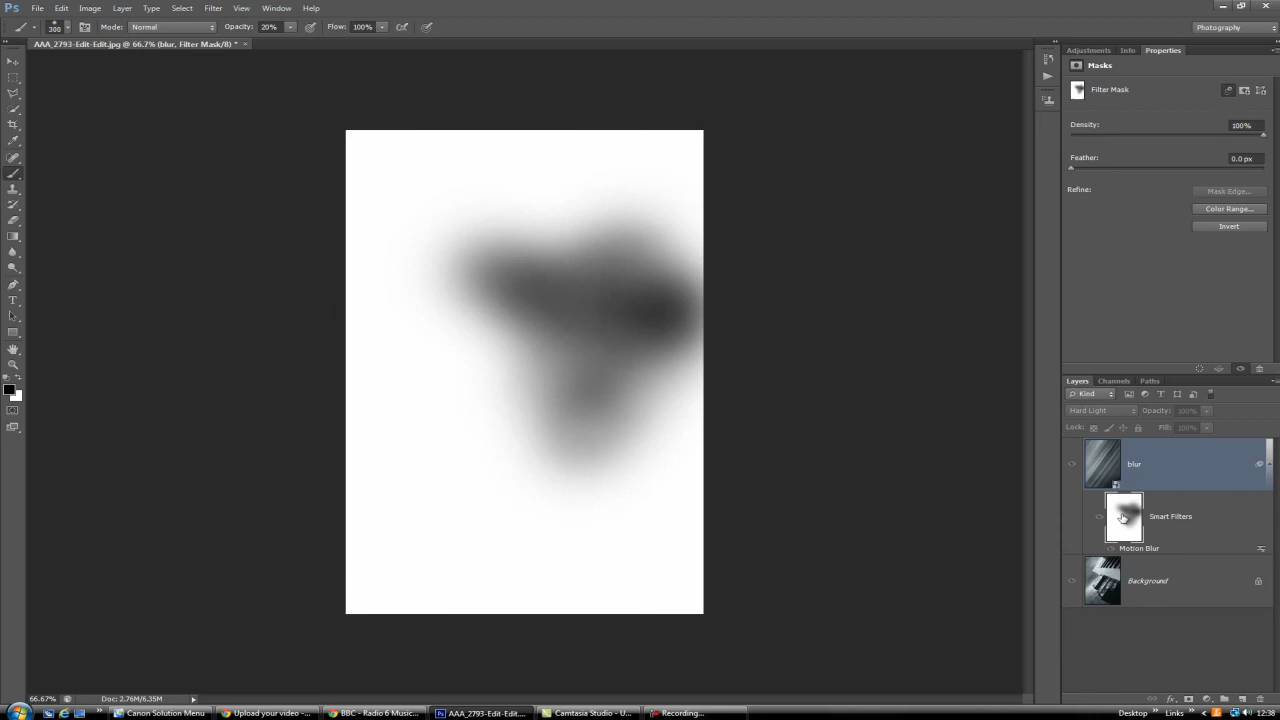 Ps File Edit Image Layer Type Select Filter View Window Help
300 Mode: Normal Opacity: 20% Flow: 100% Photography
AAA_2793-Edit-Edit.jpg @ 66.7% (blur, Filter Mask/8) * ×
Adjustments Info Properties
Masks
Filter Mask
Density: 100%
Feather: 0.0 px
Refine: Mask Edge...
Color Range...
Invert
Layers Channels Paths
Kind
Hard Light Opacity: 100%
Lock: Fill: 100%
blur
Smart Filters
Motion Blur
Background
66.67% Doc: 2.76M/6.35M
Canon Solution Menu Upload your video - ... BBC - Radio 6 Music... AAA_2793-Edit-Edit... Camtasia Studio - U... Recording... Desktop » Links » 12:38